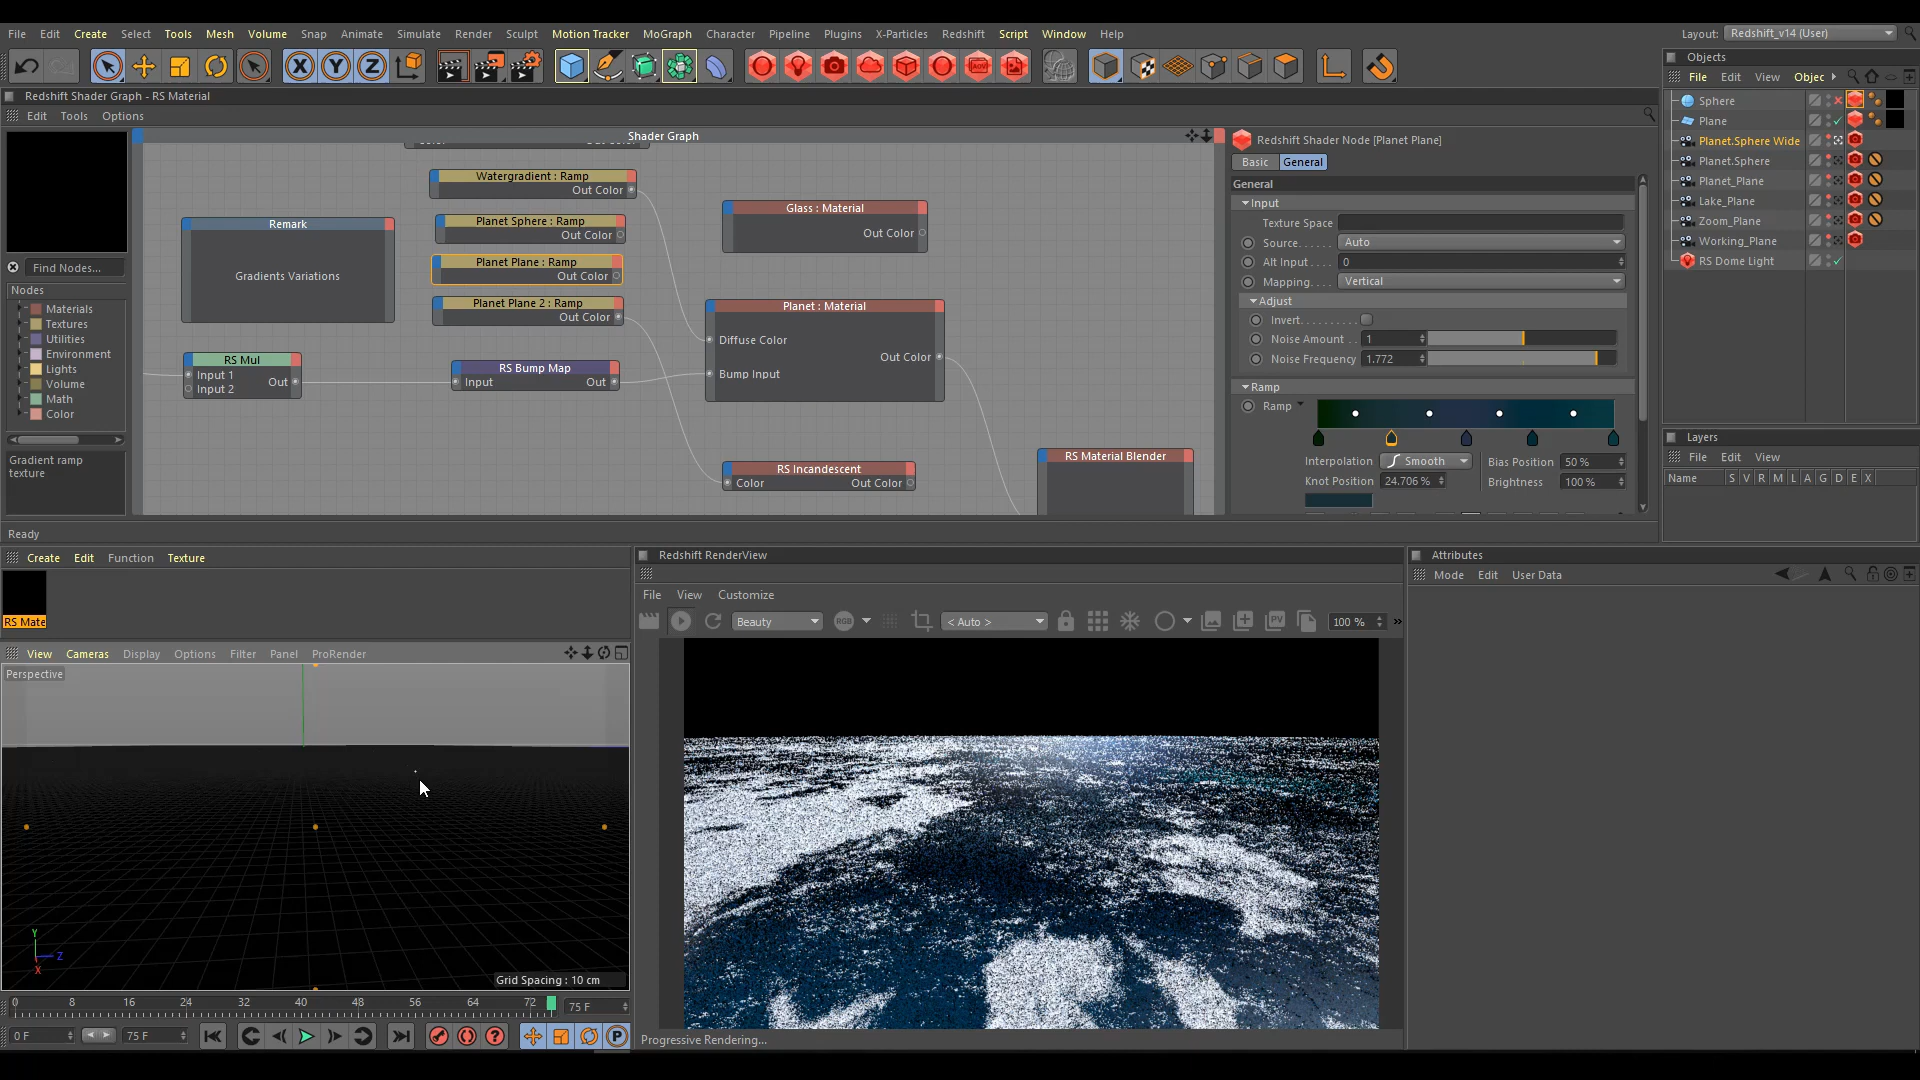 File Edit Create Select Tools Mesh Volume Snap Animate Simulate Render Sculpt Motion Tracker MoGraph Character Pipeline Plugins X-Particles Redshift Script Window Help
Layout: Redshift_v14 (User)
Redshift Shader Graph - RS Material
Edit Tools Options
Shader Graph
Find Nodes...
Nodes
Materials
Textures
Utilities
Environment
Lights
Volume
Math
Color
Gradient ramp
texture
Ready
Watergradient : Ramp
Out Color
Planet Sphere : Ramp
Out Color
Planet Plane : Ramp
Out Color
Planet Plane 2 : Ramp
Out Color
Remark
Gradients Variations
RS Mul
Input 1
Input 2
Out
RS Bump Map
Input Out
Glass : Material
Out Color
Planet : Material
Diffuse Color
Out Color
Bump Input
RS Incandescent
Color Out Color
RS Material Blender
Redshift Shader Node [Planet Plane]
Basic General
General
Input
Texture Space
Source...... Auto
Alt Input.... 0
Mapping..... Vertical
Adjust
Invert..........
Noise Amount .. 1
Noise Frequency 1.772
Ramp
Ramp
Interpolation Smooth Bias Position 50 %
Knot Position 24.706 % Brightness 100 %
Objects
File Edit View Objec
Sphere
Plane
Planet.Sphere Wide
Planet.Sphere
Planet_Plane
Lake_Plane
Zoom_Plane
Working_Plane
RS Dome Light
Layers
File Edit View
Name S V R M L A G D E X
Create Edit Function Texture
RS Mate
View Cameras Display Options Filter Panel ProRender
Perspective
Y
Z
X
Grid Spacing : 10 cm
0 8 16 24 32 40 48 56 64 72 75 F
0 F 75 F
Redshift RenderView
File View Customize
Beauty RGB < Auto > PV 100 % »
Progressive Rendering...
Attributes
Mode Edit User Data